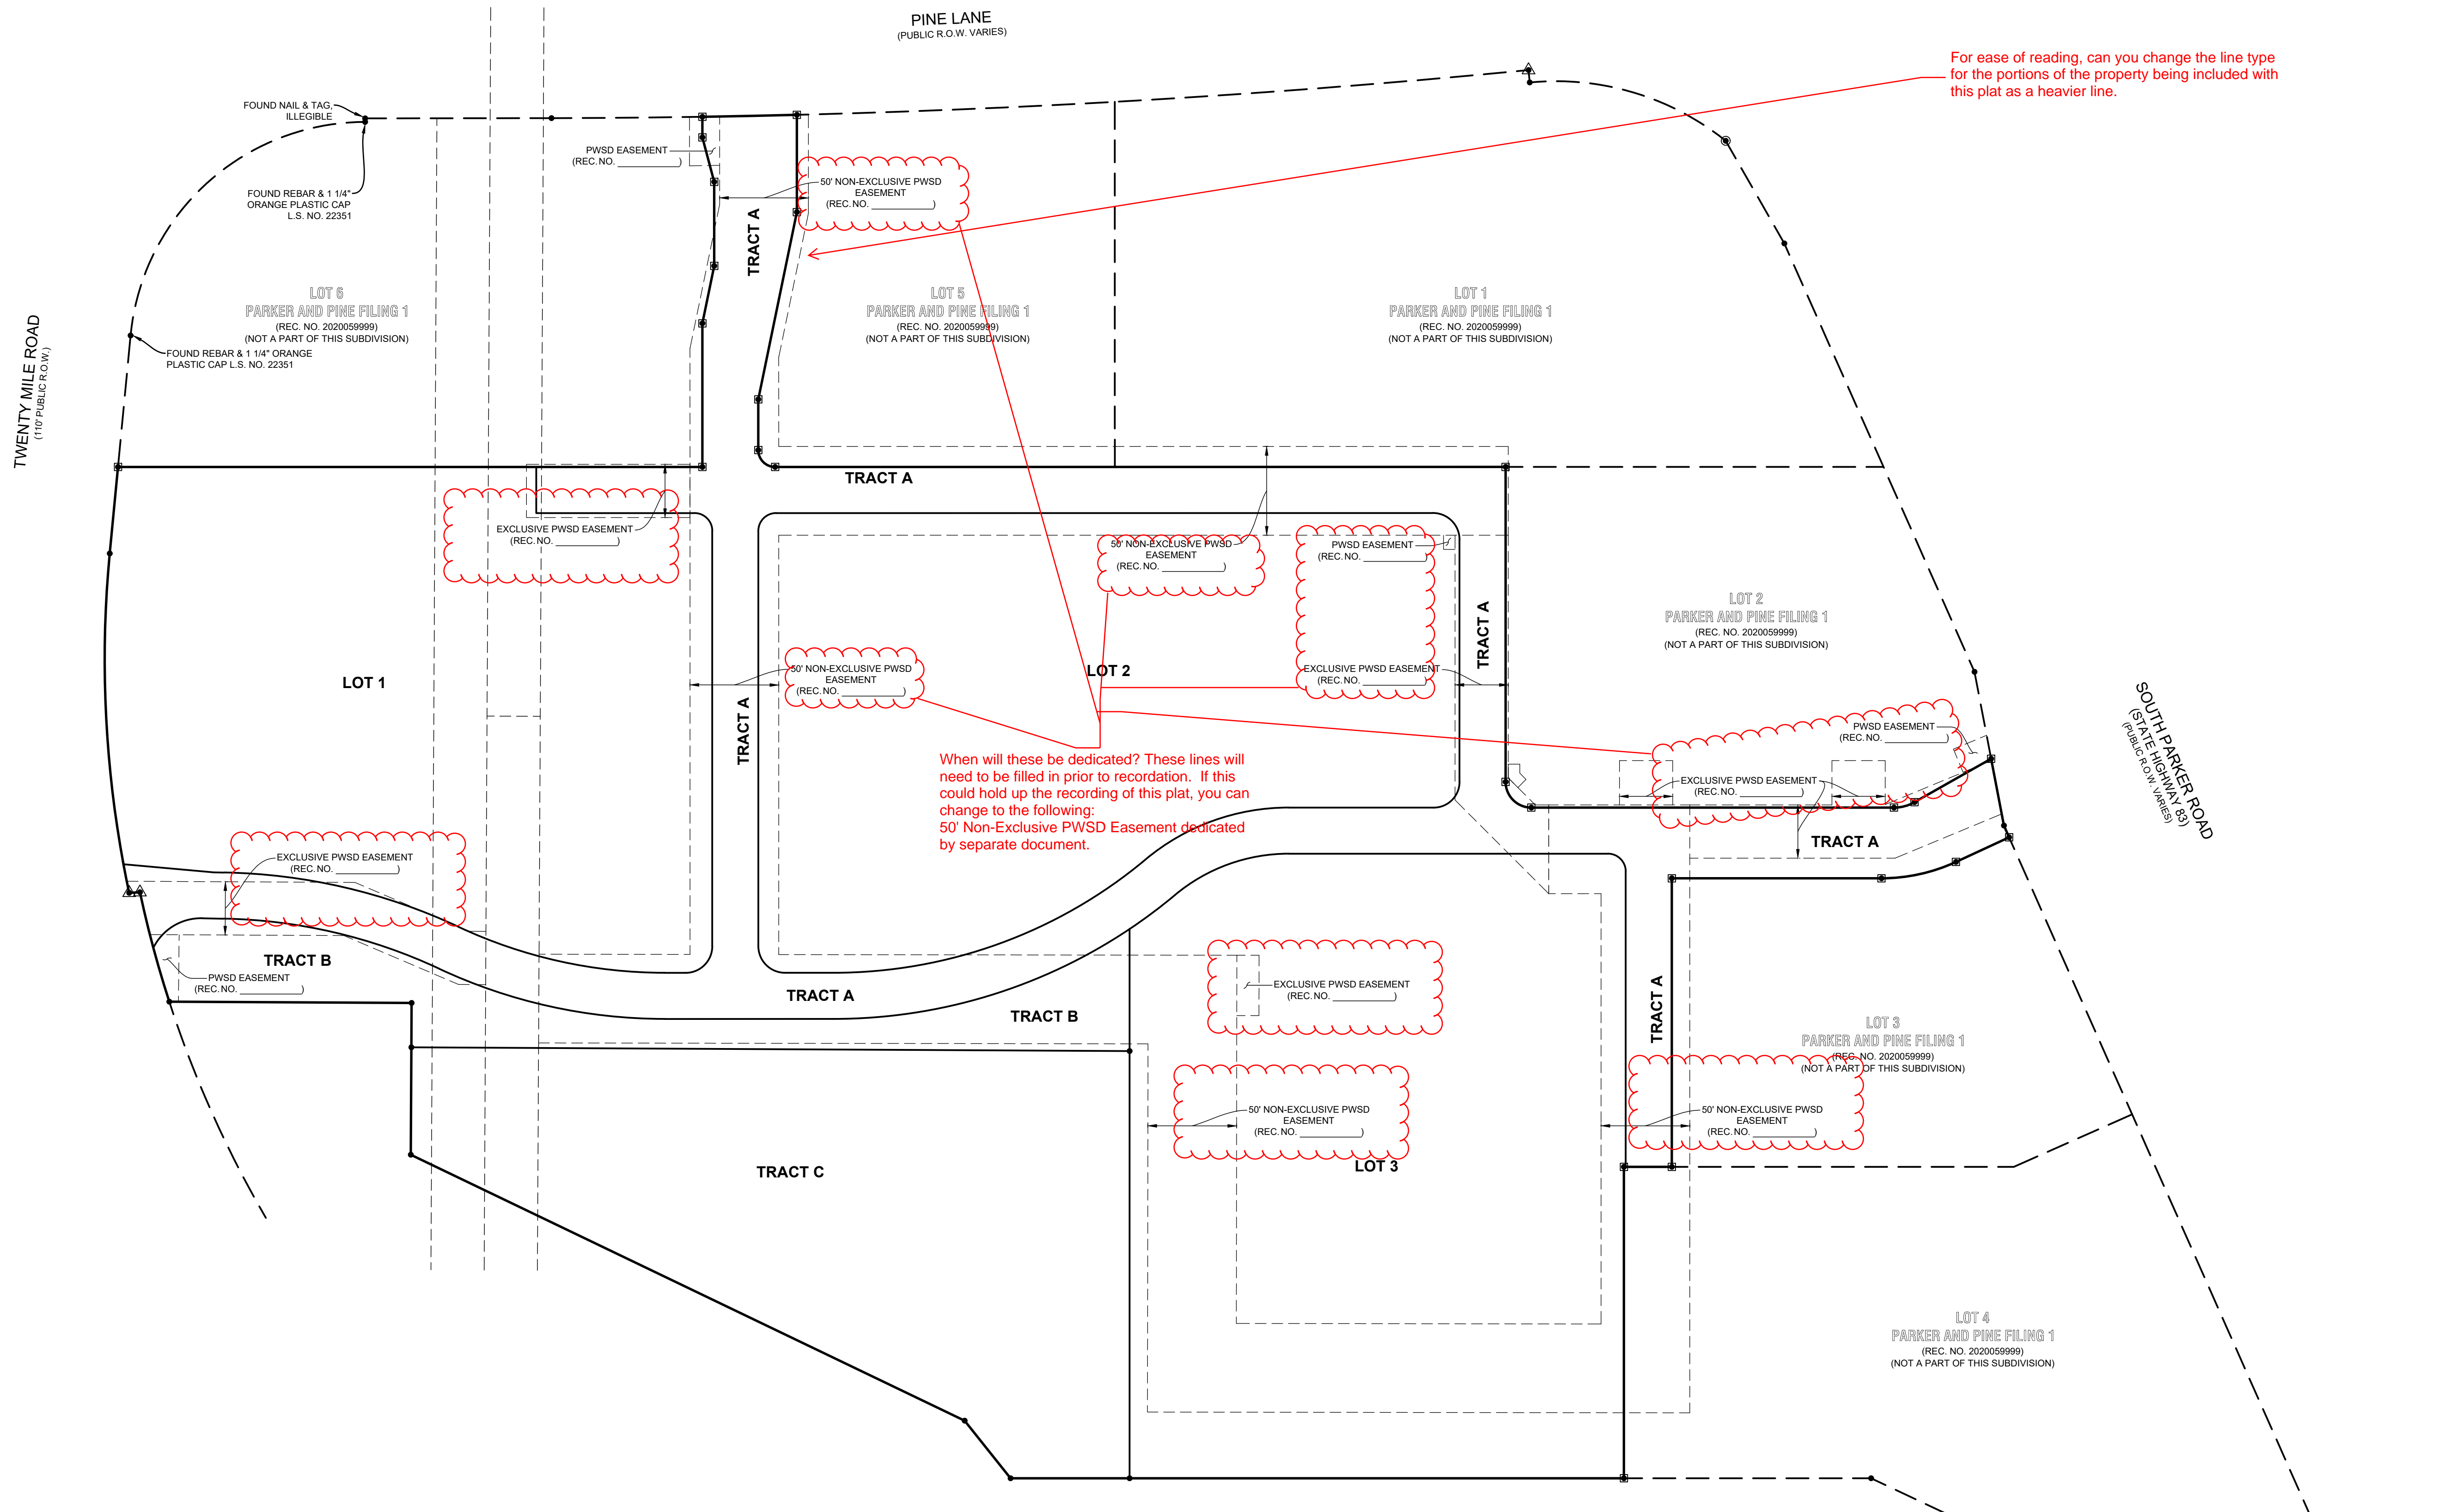 PINE LANE
(PUBLIC R.O.W. VARIES)
For ease of reading, can you change the line type
for the portions of the property being included with
this plat as a heavier line.
FOUND NAIL & TAG,
ILLEGIBLE
PWSD EASEMENT
(REC. NO. ____________)
50' NON-EXCLUSIVE PWSD
EASEMENT
(REC. NO. ____________)
FOUND REBAR & 1 1/4"
ORANGE PLASTIC CAP
L.S. NO. 22351
TRACT A
LOT 6
PARKER AND PINE FILING 1
(REC. NO. 2020059999)
(NOT A PART OF THIS SUBDIVISION)
LOT 5
PARKER AND PINE FILING 1
(REC. NO. 2020059999)
(NOT A PART OF THIS SUBDIVISION)
LOT 1
PARKER AND PINE FILING 1
(REC. NO. 2020059999)
(NOT A PART OF THIS SUBDIVISION)
TWENTY MILE ROAD
(110' PUBLIC R.O.W.)
FOUND REBAR & 1 1/4" ORANGE
PLASTIC CAP L.S. NO. 22351
TRACT A
EXCLUSIVE PWSD EASEMENT
(REC. NO. ____________)
50' NON-EXCLUSIVE PWSD
EASEMENT
(REC. NO. ____________)
PWSD EASEMENT
(REC. NO. ____________)
LOT 2
PARKER AND PINE FILING 1
(REC. NO. 2020059999)
(NOT A PART OF THIS SUBDIVISION)
TRACT A
LOT 1
50' NON-EXCLUSIVE PWSD
EASEMENT
(REC. NO. ____________)
LOT 2
EXCLUSIVE PWSD EASEMENT
(REC. NO. ____________)
TRACT A
SOUTH PARKER ROAD
(STATE HIGHWAY 83)
(PUBLIC R.O.W. VARIES)
PWSD EASEMENT
(REC. NO. ____________)
When will these be dedicated? These lines will
need to be filled in prior to recordation. If this
could hold up the recording of this plat, you can
change to the following:
50' Non-Exclusive PWSD Easement dedicated
by separate document.
EXCLUSIVE PWSD EASEMENT
(REC. NO. ____________)
TRACT A
EXCLUSIVE PWSD EASEMENT
(REC. NO. ____________)
TRACT B
PWSD EASEMENT
(REC. NO. ____________)
TRACT A
TRACT B
EXCLUSIVE PWSD EASEMENT
(REC. NO. ____________)
TRACT A
LOT 3
PARKER AND PINE FILING 1
(REC. NO. 2020059999)
(NOT A PART OF THIS SUBDIVISION)
50' NON-EXCLUSIVE PWSD
EASEMENT
(REC. NO. ____________)
50' NON-EXCLUSIVE PWSD
EASEMENT
(REC. NO. ____________)
TRACT C
LOT 3
LOT 4
PARKER AND PINE FILING 1
(REC. NO. 2020059999)
(NOT A PART OF THIS SUBDIVISION)